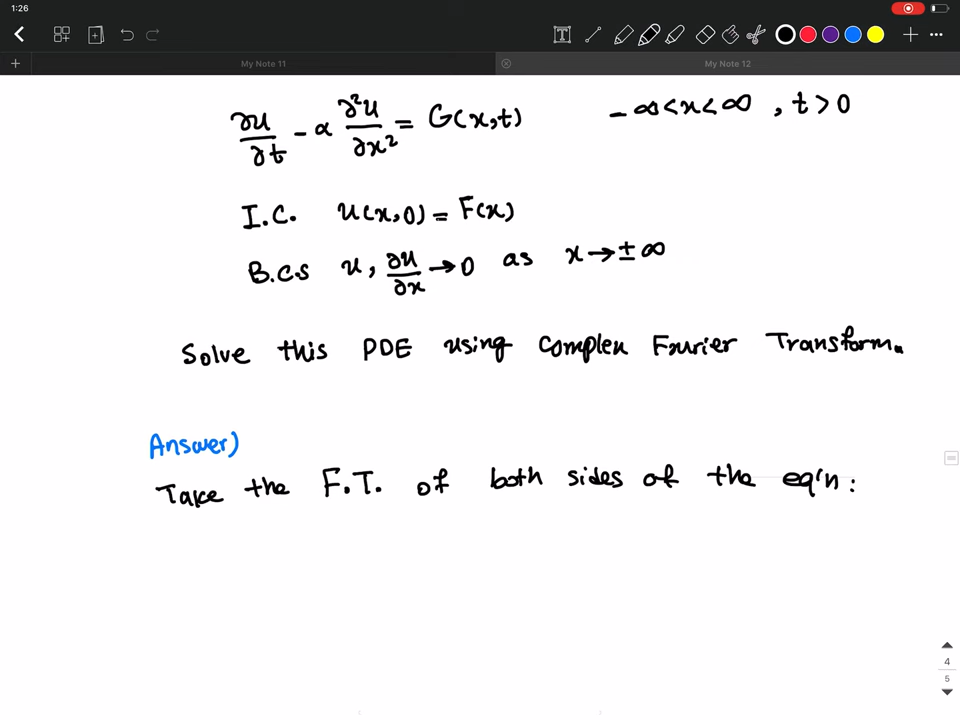 1:26
My Note 11
My Note 12
∂u/∂t - α ∂²u/∂x² = G(x,t) -∞<x<∞ , t>0
I.C. u(x,0) = F(x)
B.C.s u, ∂u/∂x → 0 as x → ± ∞
Solve this PDE using Complex Fourier Transform.
Answer)
Take the F.T. of both sides of the eq'n :
4
5